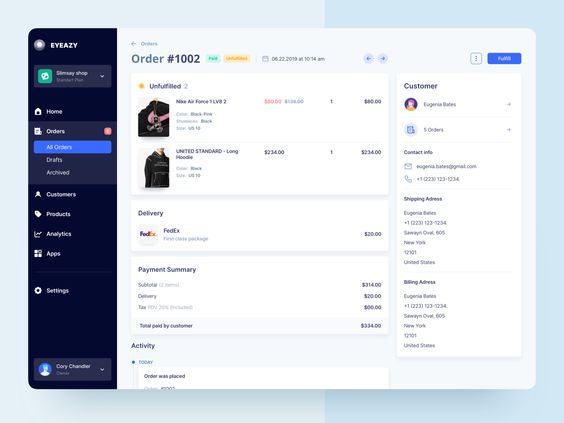 EYEAZY
Slimsay shop
Standart Plan
Home
Orders
All Orders
Drafts
Archived
Customers
Products
Analytics
Apps
Settings
Cory Chandler
Owner
← Orders
Order #1002
Paid
Unfulfilled
06.22.2019 at 10:14 am
Fulfill
Unfulfilled 2
Nike Air Force 1 LV8 2
$80.00 $136.00 1 $80.00
Color: Black-Pink
Shoelaces: Black
Size: US 10
UNITED STANDARD - Long Hoodie
$234.00 1 $234.00
Color: Black
Size: US 10
Delivery
FedEx
FedEx
First class package
$20.00
Payment Summary
Subtotal (2 items) $314.00
Delivery $20.00
Tax PDV 20% (Included) $00.00
Total paid by customer $334.00
Activity
TODAY
Order was placed
Order #1002
Customer
Eugenia Bates
5 Orders
Contact info
eugenia.bates@gmail.com
+1 (223) 123-1234.
Shipping Adress
Eugenia Bates
+1 (223) 123-1234.
Sawayn Oval, 605
New York
12101
United States
Billing Adress
Eugenia Bates
+1 (223) 123-1234.
Sawayn Oval, 605
New York
12101
United States